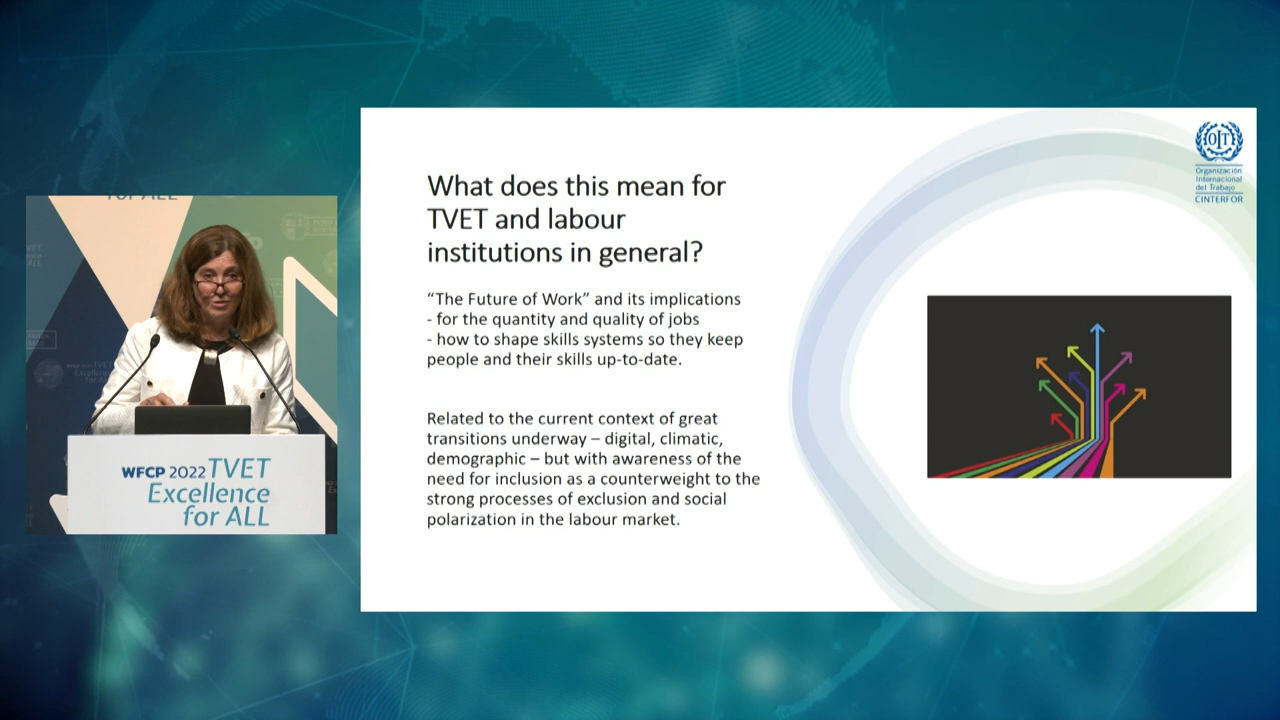 for ALL
WFCP 2022 TVET
Excellence
for ALL
What does this mean for
TVET and labour
institutions in general?
“The Future of Work” and its implications
- for the quantity and quality of jobs
- how to shape skills systems so they keep
people and their skills up-to-date.
Related to the current context of great
transitions underway – digital, climatic,
demographic – but with awareness of the
need for inclusion as a counterweight to the
strong processes of exclusion and social
polarization in the labour market.
OIT
Organización
Internacional
del Trabajo
CINTERFOR